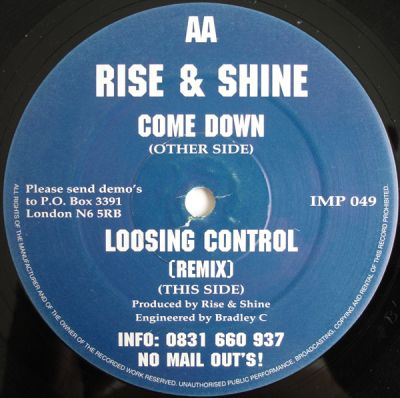 AA
RISE & SHINE
COME DOWN
(OTHER SIDE)
Please send demo's
to P.O. Box 3391
London N6 5RB
IMP 049
LOOSING CONTROL
(REMIX)
(THIS SIDE)
Produced by Rise & Shine
Engineered by Bradley C
INFO: 0831 660 937
NO MAIL OUT'S!
ALL RIGHTS OF THE MANUFACTURER AND OF THE OWNER OF THE RECORDED WORK RESERVED. UNAUTHORISED PUBLIC PERFORMANCE, BROADCASTING, COPYING AND RENTAL OF THIS RECORD PROHIBITED.